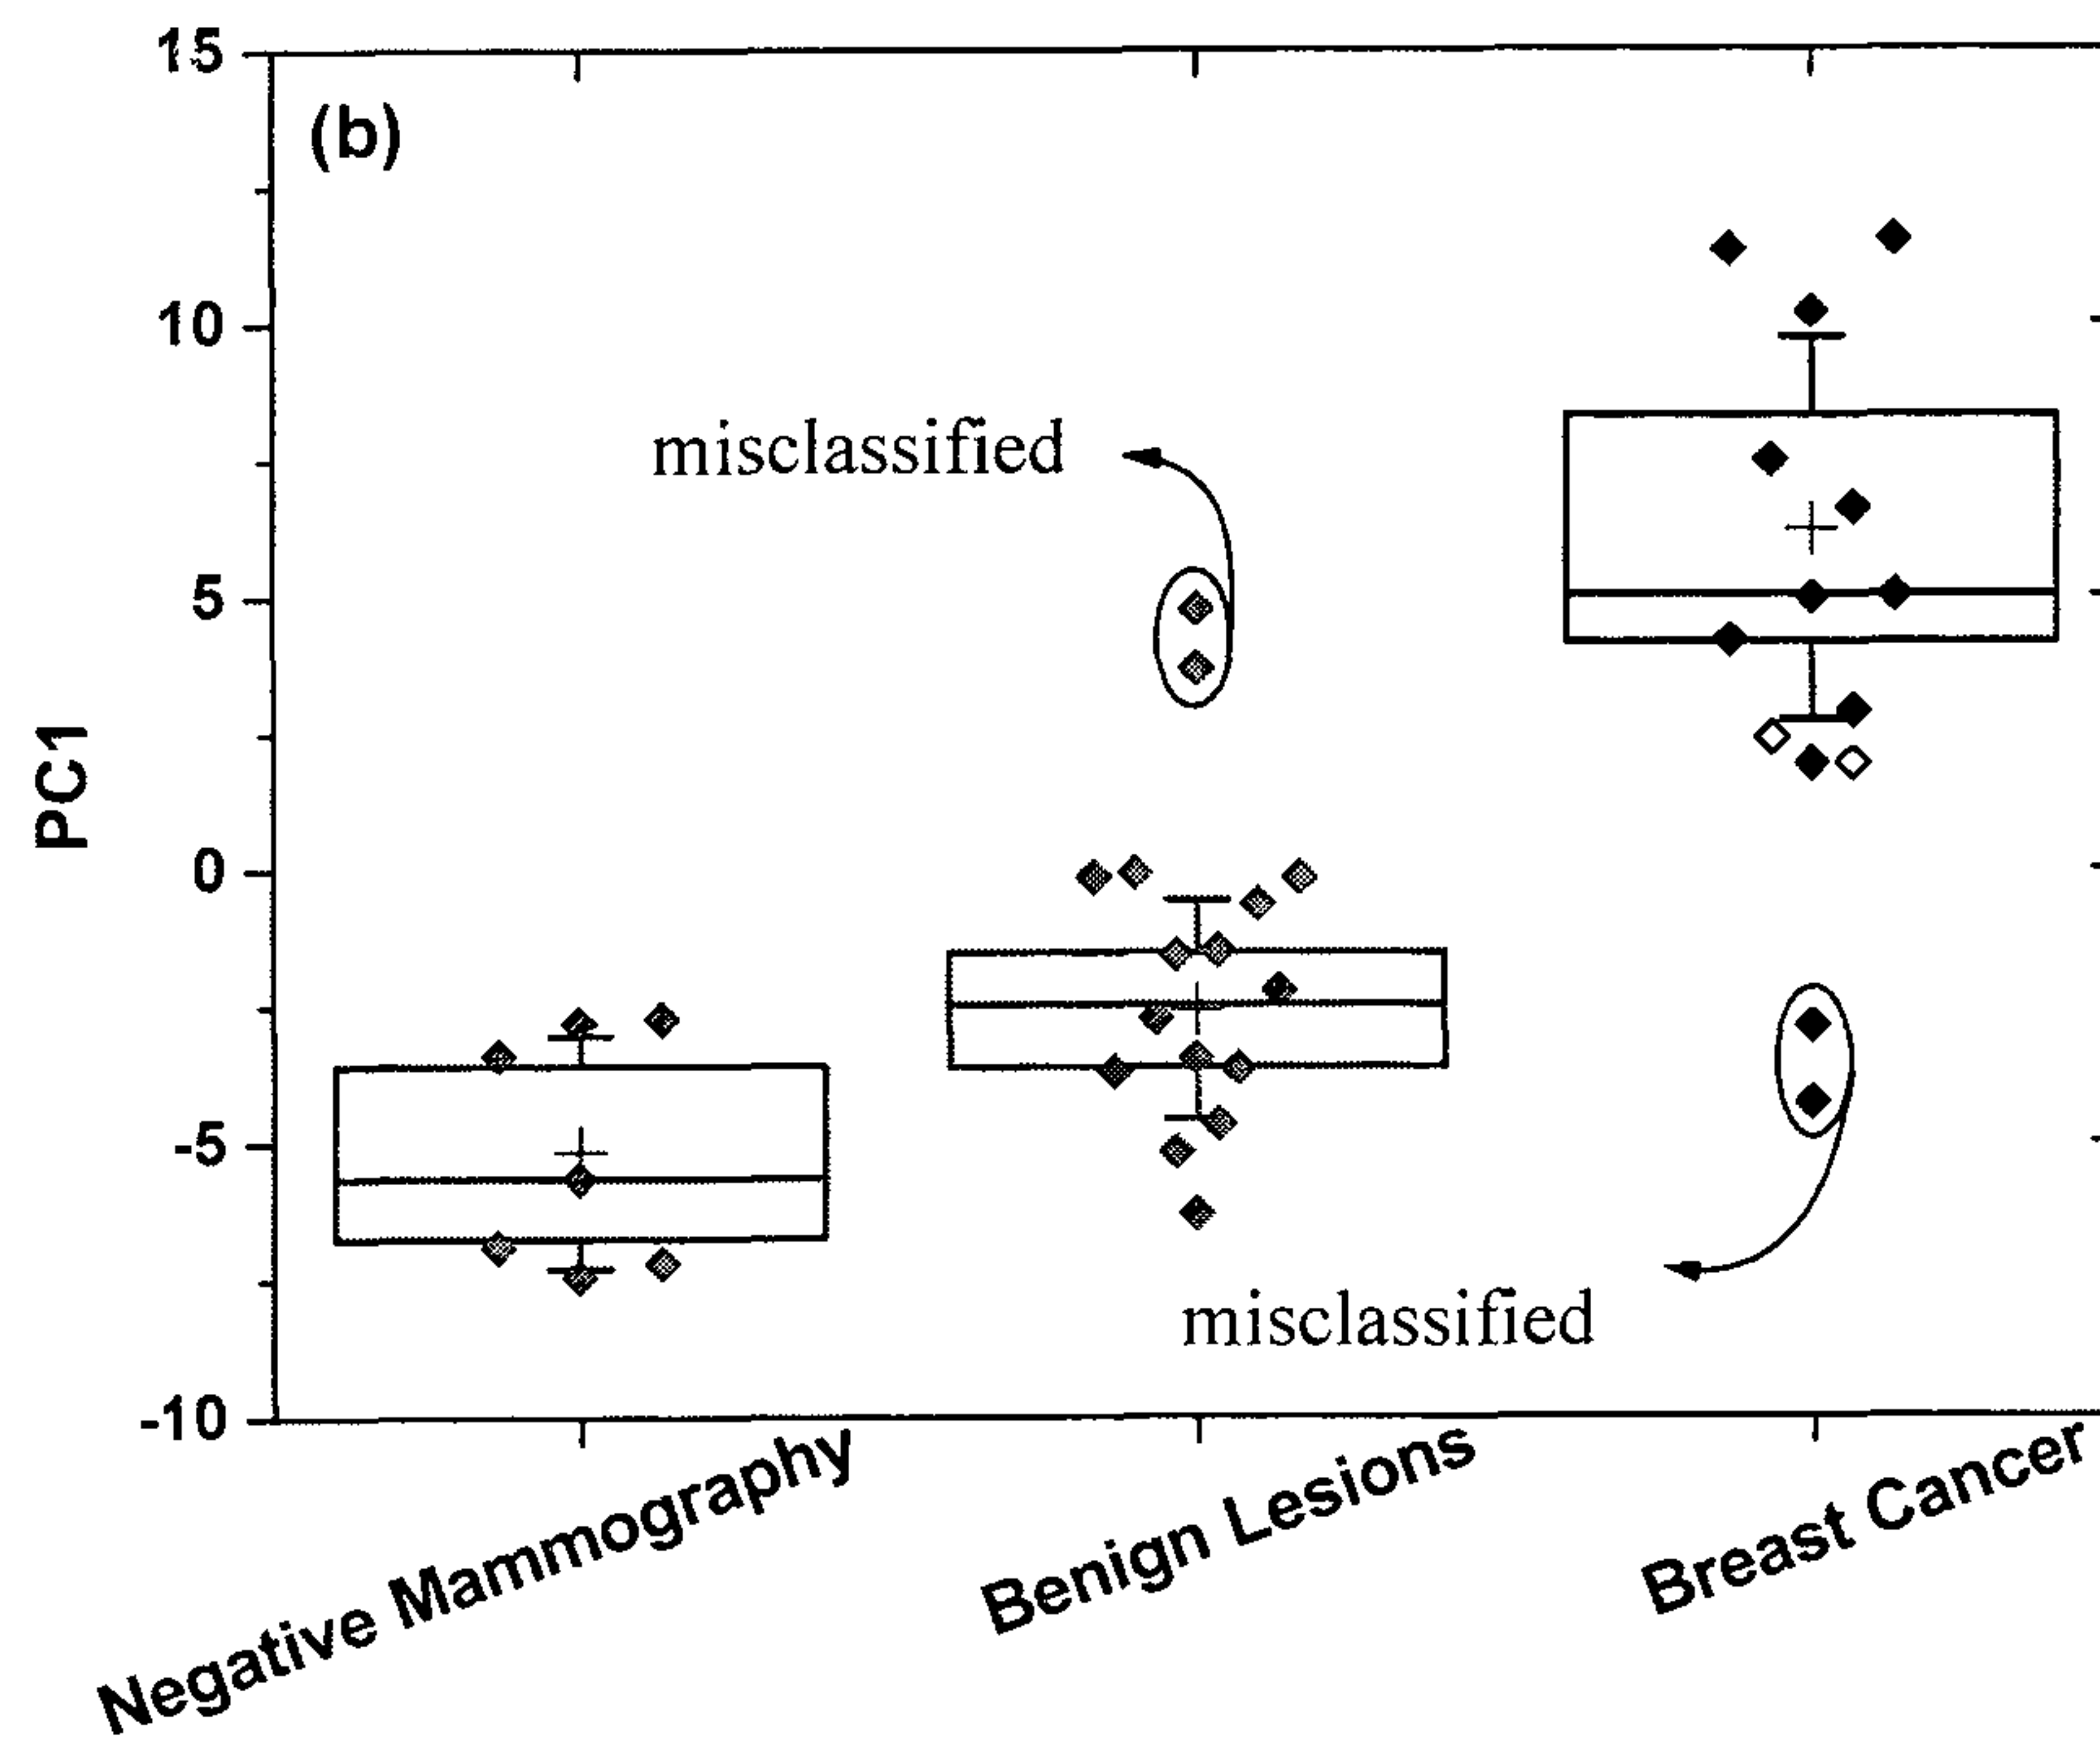 15
(b)
10
misclassified
5
PC1
0
-5
misclassified
-10
Negative Mammography
Benign Lesions
Breast Cancer